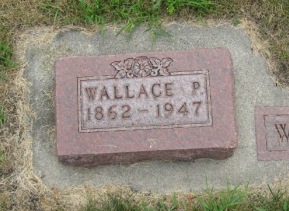 WALLACE P.
1862 - 1947
W